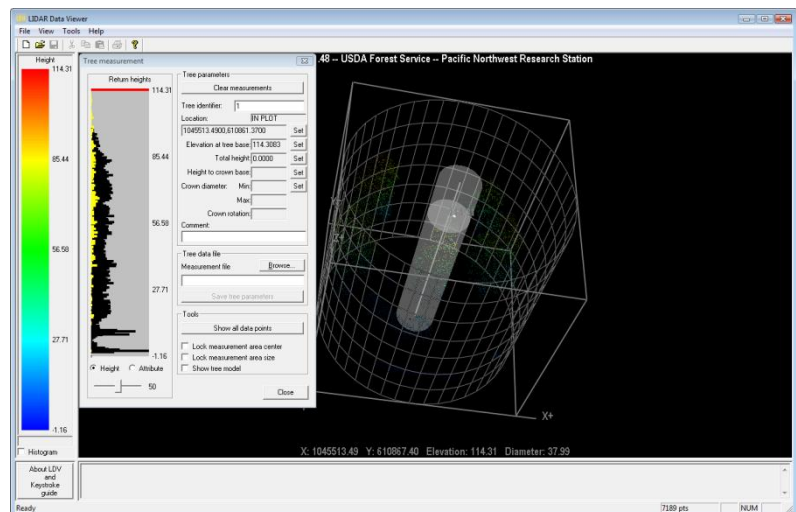 LIDAR Data Viewer
File View Tools Help
Height
114.31
85.44
56.58
27.71
-1.16
Histogram
About LDV
and
Keystroke
guide
Ready
Tree measurement
Return heights
114.31
85.44
56.58
27.71
-1.16
Height Attribute
50
Tree parameters
Clear measurements
Tree identifier: 1
Location: IN PLOT
1045513.4900,610861.3700 Set
Elevation at tree base: 114.3083 Set
Total height: 0.0000 Set
Height to crown base: Set
Crown diameter: Min: Set
Max:
Crown rotation:
Comment:
Tree data file
Measurement file Browse...
Save tree parameters
Tools
Show all data points
Lock measurement area center
Lock measurement area size
Show tree model
Close
.48 -- USDA Forest Service -- Pacific Northwest Research Station
X+
X: 1045513.49 Y: 610867.40 Elevation: 114.31 Diameter: 37.99
7189 pts NUM